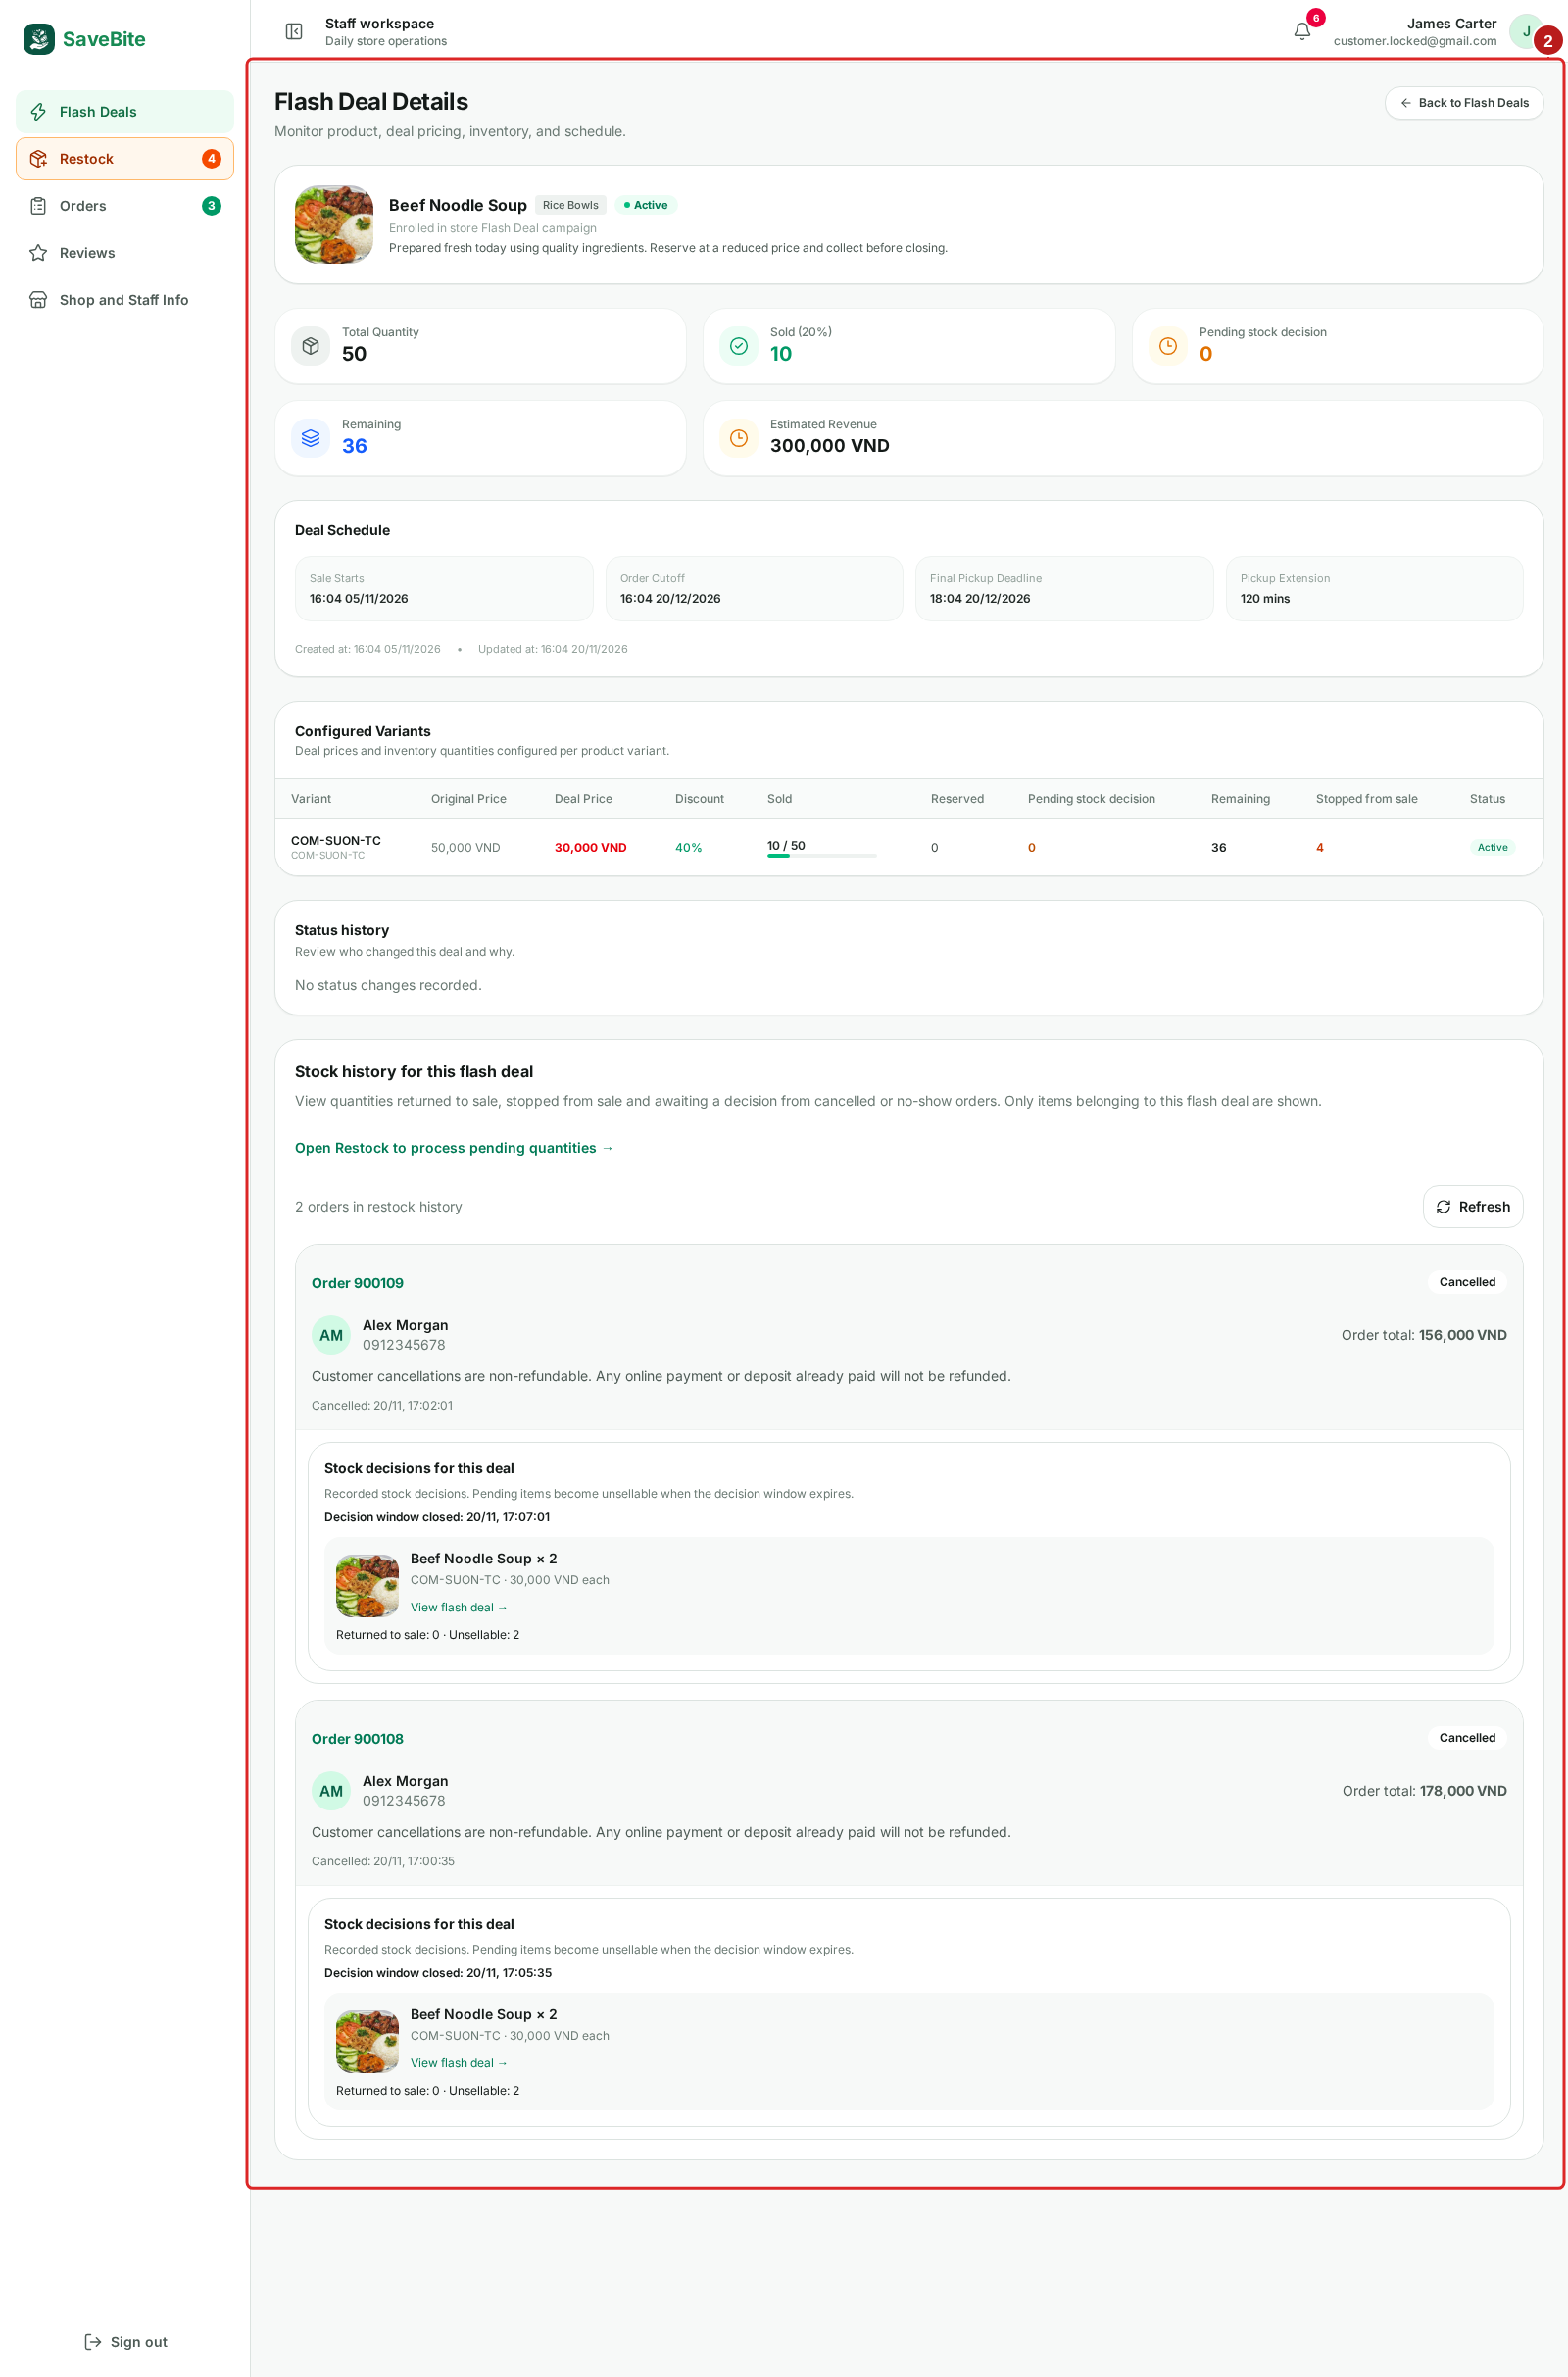 SaveBite
Staff workspace
Daily store operations
6
James Carter
customer.locked@gmail.com
J
2
Flash Deals
Restock
4
Orders
3
Reviews
Shop and Staff Info
Flash Deal Details
Monitor product, deal pricing, inventory, and schedule.
← Back to Flash Deals
Beef Noodle Soup Rice Bowls Active
Enrolled in store Flash Deal campaign
Prepared fresh today using quality ingredients. Reserve at a reduced price and collect before closing.
Total Quantity
50
Sold (20%)
10
Pending stock decision
0
Remaining
36
Estimated Revenue
300,000 VND
Deal Schedule
Sale Starts
16:04 05/11/2026
Order Cutoff
16:04 20/12/2026
Final Pickup Deadline
18:04 20/12/2026
Pickup Extension
120 mins
Created at: 16:04 05/11/2026 • Updated at: 16:04 20/11/2026
Configured Variants
Deal prices and inventory quantities configured per product variant.
Variant Original Price Deal Price Discount Sold Reserved Pending stock decision Remaining Stopped from sale Status
COM-SUON-TC
COM-SUON-TC
50,000 VND 30,000 VND 40% 10 / 50 0 0 36 4 Active
Status history
Review who changed this deal and why.
No status changes recorded.
Stock history for this flash deal
View quantities returned to sale, stopped from sale and awaiting a decision from cancelled or no-show orders. Only items belonging to this flash deal are shown.
Open Restock to process pending quantities →
2 orders in restock history
Refresh
Order 900109
Cancelled
AM
Alex Morgan
0912345678
Order total: 156,000 VND
Customer cancellations are non-refundable. Any online payment or deposit already paid will not be refunded.
Cancelled: 20/11, 17:02:01
Stock decisions for this deal
Recorded stock decisions. Pending items become unsellable when the decision window expires.
Decision window closed: 20/11, 17:07:01
Beef Noodle Soup × 2
COM-SUON-TC · 30,000 VND each
View flash deal →
Returned to sale: 0 · Unsellable: 2
Order 900108
Cancelled
AM
Alex Morgan
0912345678
Order total: 178,000 VND
Customer cancellations are non-refundable. Any online payment or deposit already paid will not be refunded.
Cancelled: 20/11, 17:00:35
Stock decisions for this deal
Recorded stock decisions. Pending items become unsellable when the decision window expires.
Decision window closed: 20/11, 17:05:35
Beef Noodle Soup × 2
COM-SUON-TC · 30,000 VND each
View flash deal →
Returned to sale: 0 · Unsellable: 2
Sign out